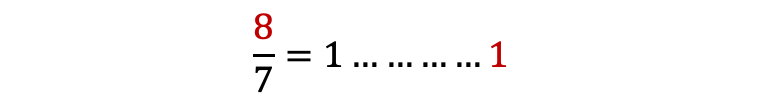 8/7 = 1 … … … … 1